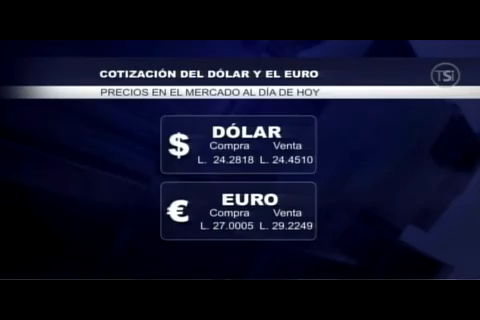 COTIZACIÓN DEL DÓLAR Y EL EURO
TSi
PRECIOS EN EL MERCADO AL DÍA DE HOY
$ DÓLAR
Compra Venta
L. 24.2818 L. 24.4510
€ EURO
Compra Venta
L. 27.0005 L. 29.2249